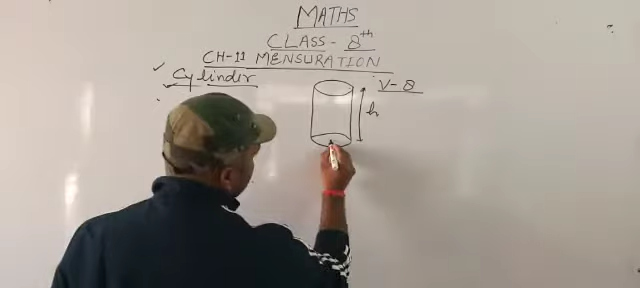 MATHS
CLASS - 8th
CH-11 MENSURATION
Cylinder
V-8
h